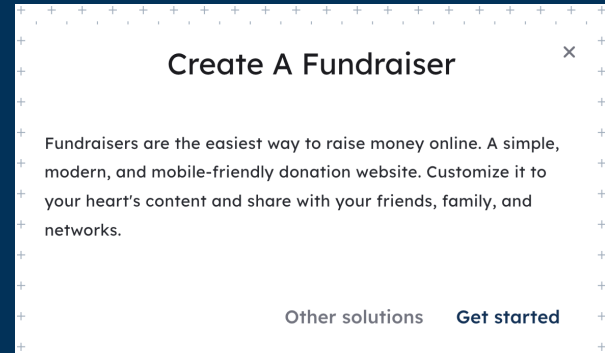 Create A Fundraiser
Fundraisers are the easiest way to raise money online. A simple,
modern, and mobile-friendly donation website. Customize it to
your heart's content and share with your friends, family, and
networks.
Other solutions Get started